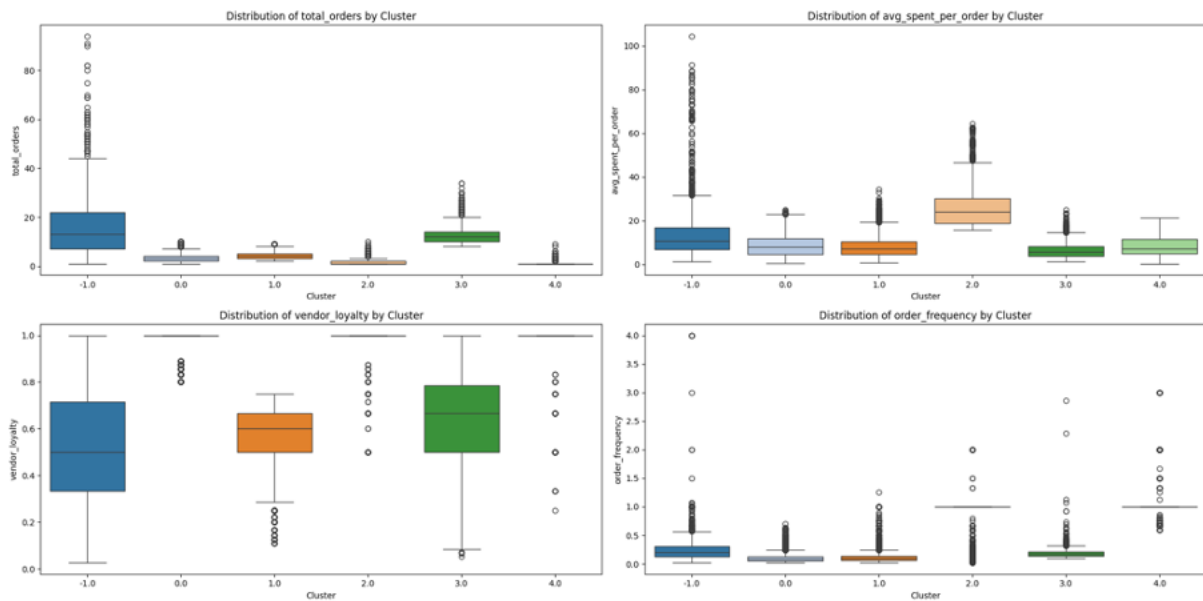 Distribution of total_orders by Cluster
total_orders
80
60
40
20
0
-1.0 0.0 1.0 2.0 3.0 4.0
Cluster
Distribution of avg_spent_per_order by Cluster
avg_spent_per_order
100
80
60
40
20
0
-1.0 0.0 1.0 2.0 3.0 4.0
Cluster
Distribution of vendor_loyalty by Cluster
vendor_loyalty
1.0
0.8
0.6
0.4
0.2
0.0
-1.0 0.0 1.0 2.0 3.0 4.0
Cluster
Distribution of order_frequency by Cluster
order_frequency
4.0
3.5
3.0
2.5
2.0
1.5
1.0
0.5
0.0
-1.0 0.0 1.0 2.0 3.0 4.0
Cluster